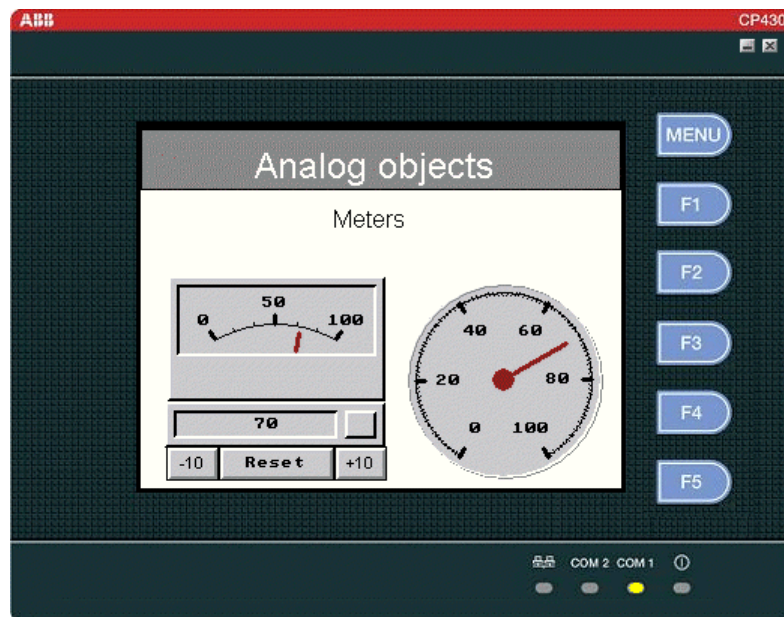 ABB CP430
MENU
Analog objects
Meters
F1
F2
50
0 100
40 60
F3
20 80
70
0 100
F4
-10 Reset +10
F5
COM 2 COM 1